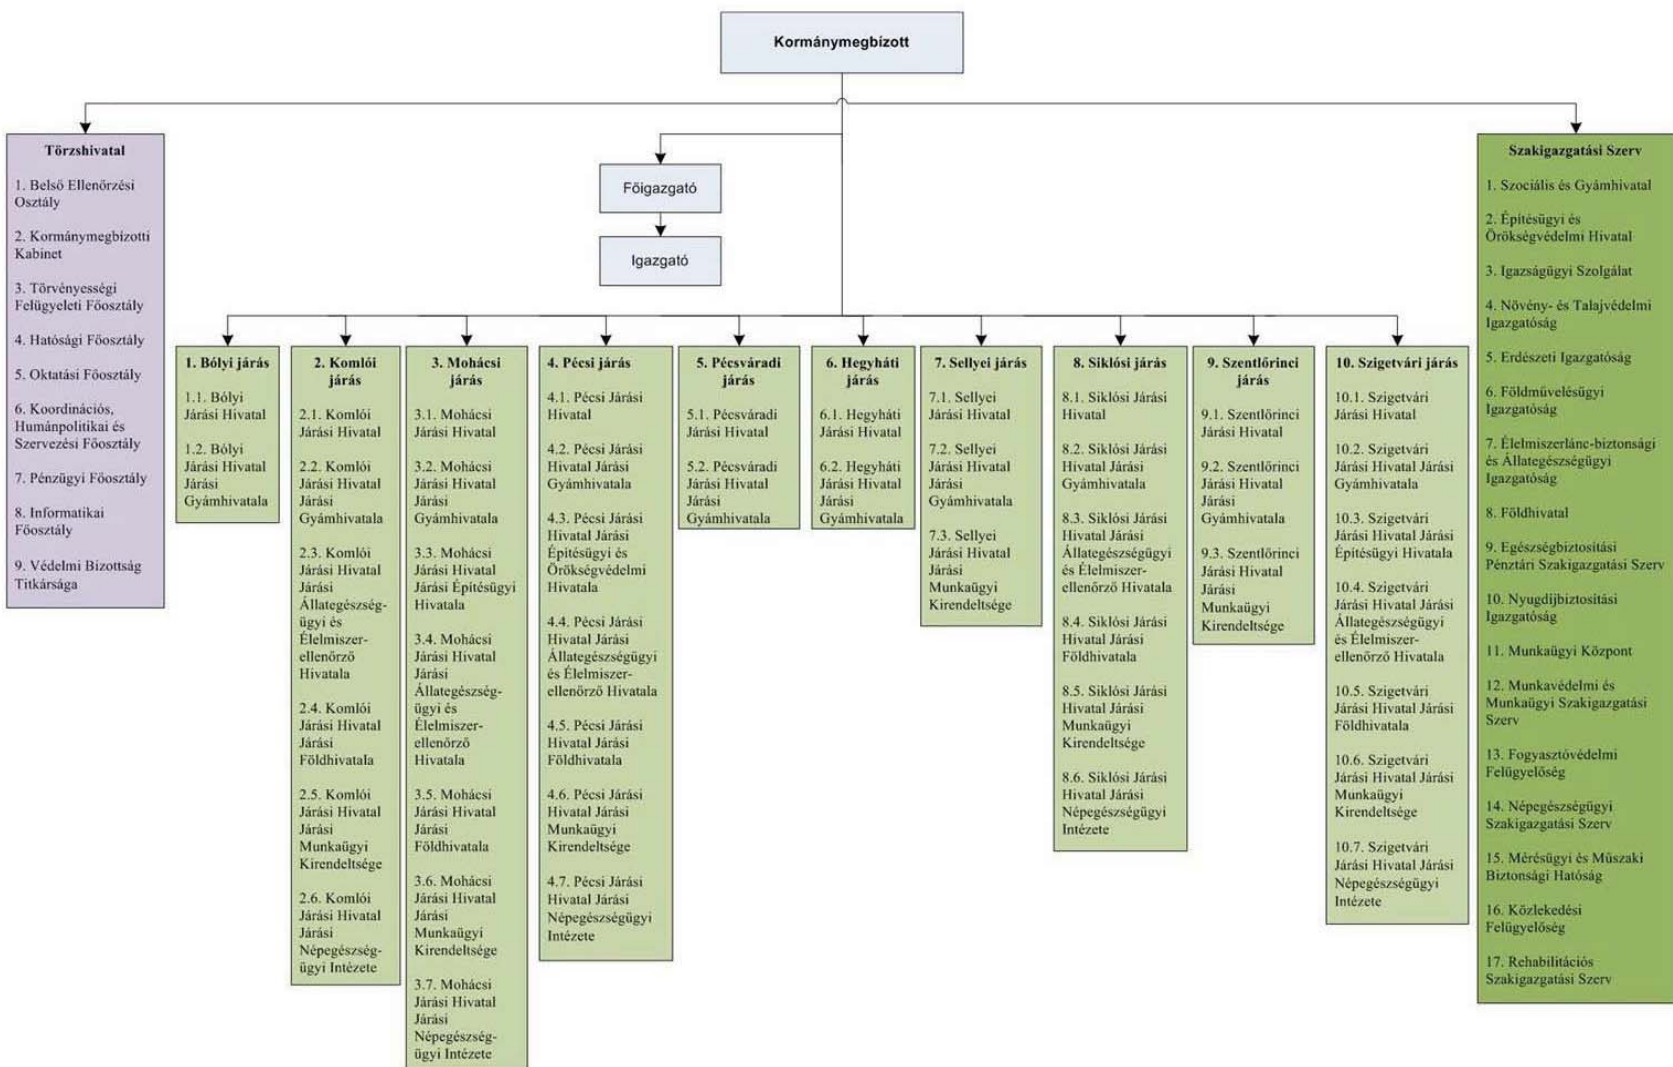 Kormánymegbízott
Törzshivatal
1. Belső Ellenőrzési
Osztály
2. Kormánymegbízotti
Kabinet
3. Törvényességi
Felügyeleti Főosztály
4. Hatósági Főosztály
5. Oktatási Főosztály
6. Koordinációs,
Humánpolitikai és
Szervezési Főosztály
7. Pénzügyi Főosztály
8. Informatikai
Főosztály
9. Védelmi Bizottság
Titkársága
Főigazgató
Igazgató
1. Bólyi járás
1.1. Bólyi
Járási Hivatal
1.2. Bólyi
Járási Hivatal
Járási
Gyámhivatala
2. Komlói
járás
2.1. Komlói
Járási Hivatal
2.2. Komlói
Járási Hivatal
Járási
Gyámhivatala
2.3. Komlói
Járási Hivatal
Járási
Állategészség-
ügyi és
Élelmiszer-
ellenőrző
Hivatala
2.4. Komlói
Járási Hivatal
Járási
Földhivatala
2.5. Komlói
Járási Hivatal
Járási
Munkaügyi
Kirendeltsége
2.6. Komlói
Járási Hivatal
Járási
Népegészség-
ügyi Intézete
3. Mohácsi
járás
3.1. Mohácsi
Járási Hivatal
3.2. Mohácsi
Járási Hivatal
Járási
Gyámhivatala
3.3. Mohácsi
Járási Hivatal
Járási Építésügyi
Hivatala
3.4. Mohácsi
Járási Hivatal
Járási
Állategészség-
ügyi és
Élelmiszer-
ellenőrző
Hivatala
3.5. Mohácsi
Járási Hivatal
Járási
Földhivatala
3.6. Mohácsi
Járási Hivatal
Járási
Munkaügyi
Kirendeltsége
3.7. Mohácsi
Járási Hivatal
Járási
Népegészség-
ügyi Intézete
4. Pécsi járás
4.1. Pécsi Járási
Hivatal
4.2. Pécsi Járási
Hivatal Járási
Gyámhivatala
4.3. Pécsi Járási
Hivatal Járási
Építésügyi és
Örökségvédelmi
Hivatala
4.4. Pécsi Járási
Hivatal Járási
Állategészségügyi
és Élelmiszer-
ellenőrző Hivatala
4.5. Pécsi Járási
Hivatal Járási
Földhivatala
4.6. Pécsi Járási
Hivatal Járási
Munkaügyi
Kirendeltsége
4.7. Pécsi Járási
Hivatal Járási
Népegészségügyi
Intézete
5. Pécsváradi
járás
5.1. Pécsváradi
Járási Hivatal
5.2. Pécsváradi
Járási Hivatal
Járási
Gyámhivatala
6. Hegyháti
járás
6.1. Hegyháti
Járási Hivatal
6.2. Hegyháti
Járási Hivatal
Járási
Gyámhivatala
7. Sellyei járás
7.1. Sellyei
Járási Hivatal
7.2. Sellyei
Járási Hivatal
Járási
Gyámhivatala
7.3. Sellyei
Járási Hivatal
Járási
Munkaügyi
Kirendeltsége
8. Siklósi járás
8.1. Siklósi Járási
Hivatal
8.2. Siklósi Járási
Hivatal Járási
Gyámhivatala
8.3. Siklósi Járási
Hivatal Járási
Állategészségügyi
és Élelmiszer-
ellenőrző Hivatala
8.4. Siklósi Járási
Hivatal Járási
Földhivatala
8.5. Siklósi Járási
Hivatal Járási
Munkaügyi
Kirendeltsége
8.6. Siklósi Járási
Hivatal Járási
Népegészségügyi
Intézete
9. Szentlőrinci
járás
9.1. Szentlőrinci
Járási Hivatal
9.2. Szentlőrinci
Járási Hivatal
Járási
Gyámhivatala
9.3. Szentlőrinci
Járási Hivatal
Járási
Munkaügyi
Kirendeltsége
10. Szigetvári járás
10.1. Szigetvári
Járási Hivatal
10.2. Szigetvári
Járási Hivatal Járási
Gyámhivatala
10.3. Szigetvári
Járási Hivatal Járási
Építésügyi Hivatala
10.4. Szigetvári
Járási Hivatal Járási
Állategészségügyi
és Élelmiszer-
ellenőrző Hivatala
10.5. Szigetvári
Járási Hivatal Járási
Földhivatala
10.6. Szigetvári
Járási Hivatal Járási
Munkaügyi
Kirendeltsége
10.7. Szigetvári
Járási Hivatal Járási
Népegészségügyi
Intézete
Szakigazgatási Szerv
1. Szociális és Gyámhivatal
2. Építésügyi és
Örökségvédelmi Hivatal
3. Igazságügyi Szolgálat
4. Növény- és Talajvédelmi
Igazgatóság
5. Erdészeti Igazgatóság
6. Földművelésügyi
Igazgatóság
7. Élelmiszerlánc-biztonsági
és Állategészségügyi
Igazgatóság
8. Földhivatal
9. Egészségbiztosítási
Pénztári Szakigazgatási Szerv
10. Nyugdíjbiztosítási
Igazgatóság
11. Munkaügyi Központ
12. Munkavédelmi és
Munkaügyi Szakigazgatási
Szerv
13. Fogyasztóvédelmi
Felügyelőség
14. Népegészségügyi
Szakigazgatási Szerv
15. Mérésügyi és Műszaki
Biztonsági Hatóság
16. Közlekedési
Felügyelőség
17. Rehabilitációs
Szakigazgatási Szerv